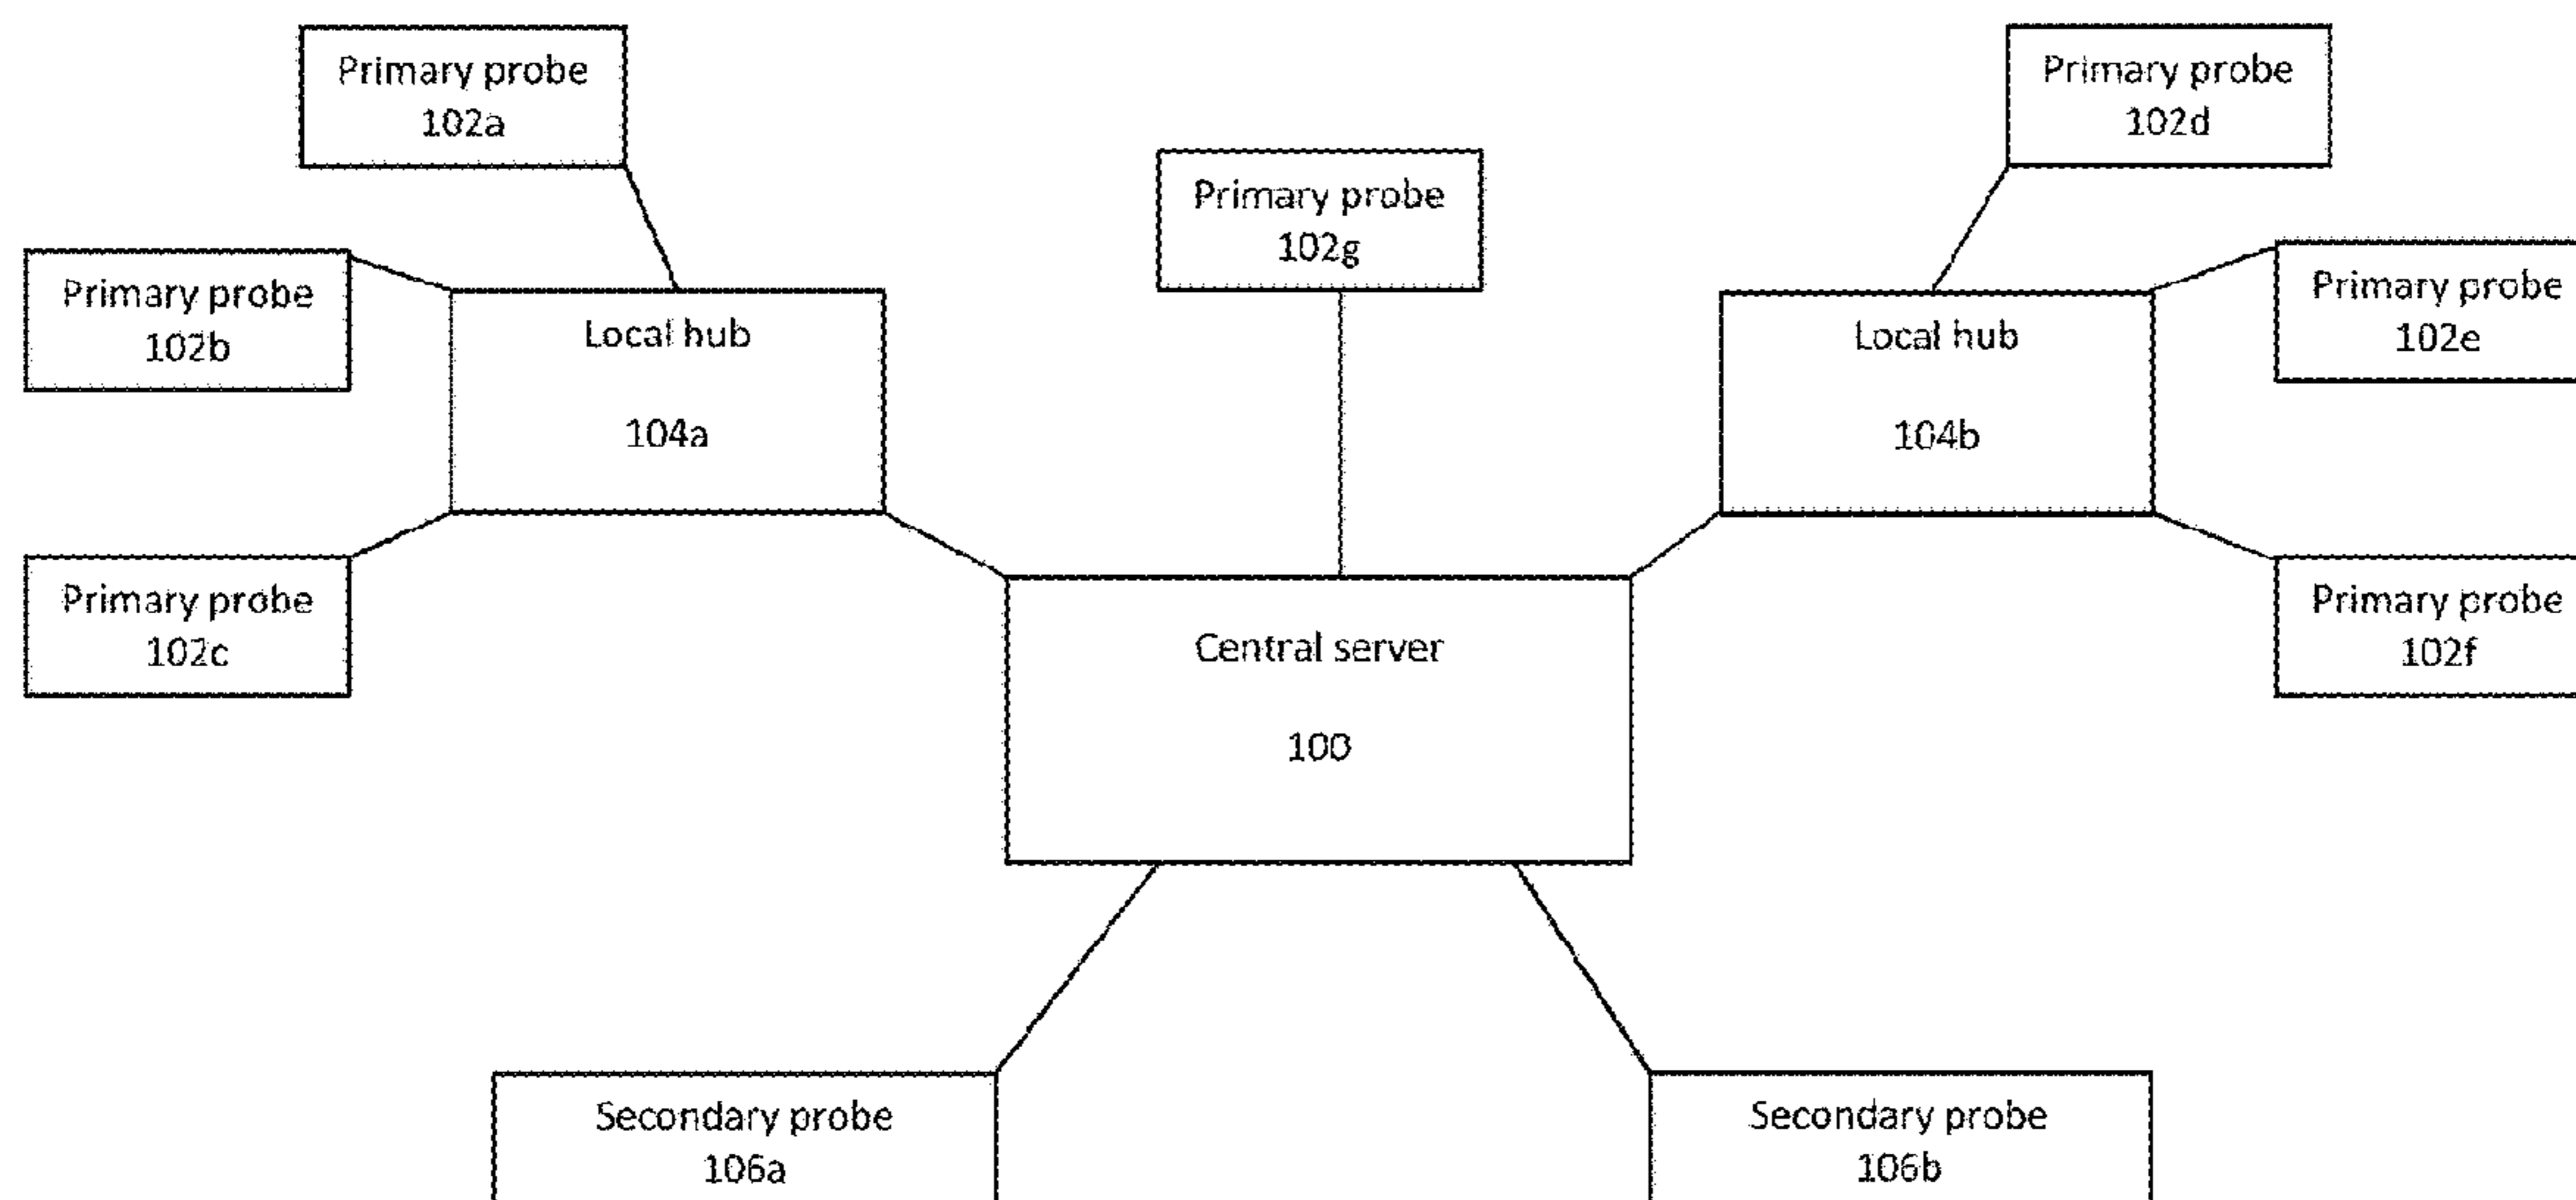 Primary probe
102a
Primary probe
102d
Primary probe
102g
Primary probe
102b
Primary probe
102e
Local hub
104a
Local hub
104b
Primary probe
102c
Primary probe
102f
Central server
100
Secondary probe
106a
Secondary probe
106b